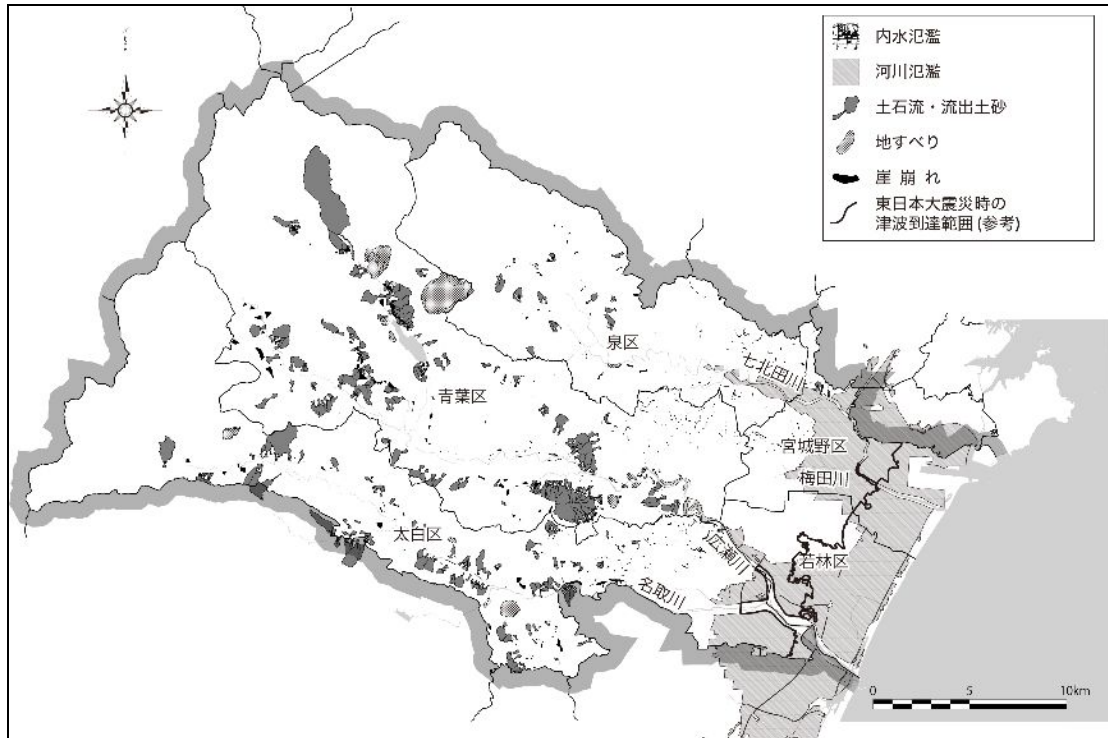 内水氾濫
河川氾濫
土石流・流出土砂
地すべり
崖崩れ
東日本大震災時の
津波到達範囲(参考)
泉区
七北田川
青葉区
宮城野区
梅田川
太白区
広瀬川
若林区
名取川
0 5 10km